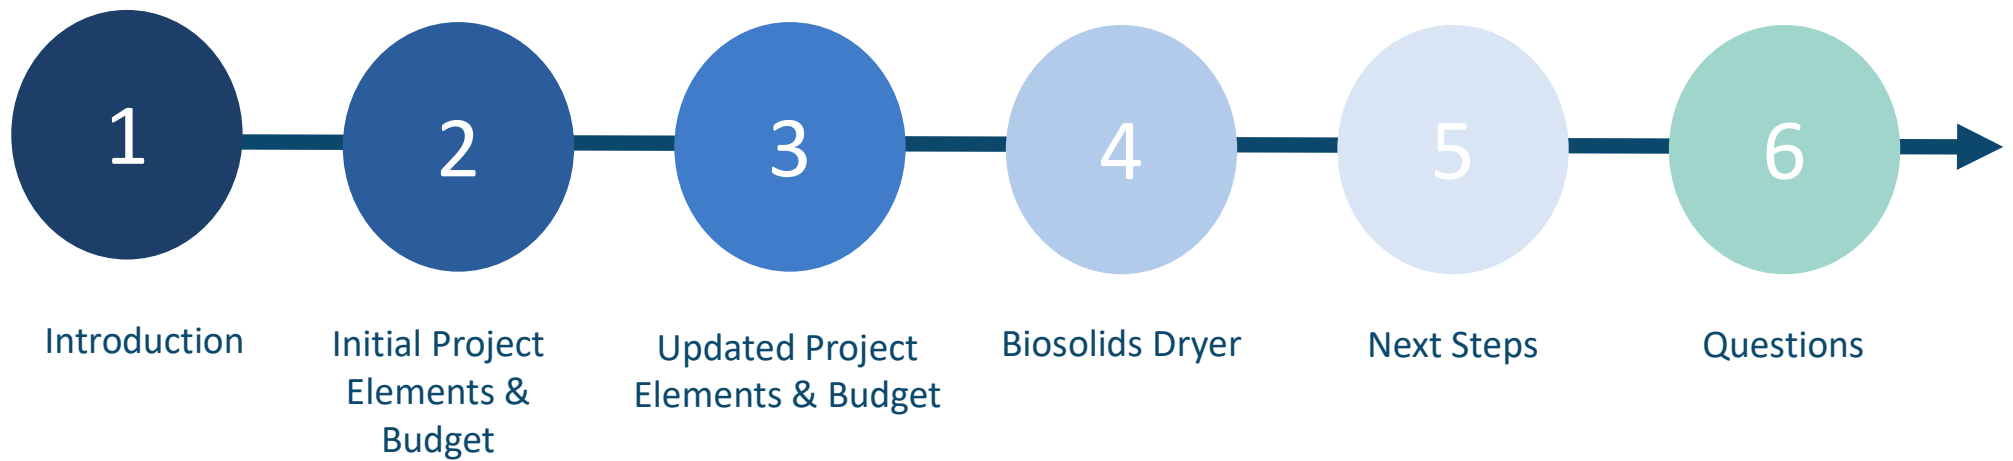 1
2
3
4
5
6
Introduction
Initial Project
Elements &
Budget
Updated Project
Elements & Budget
Biosolids Dryer
Next Steps
Questions